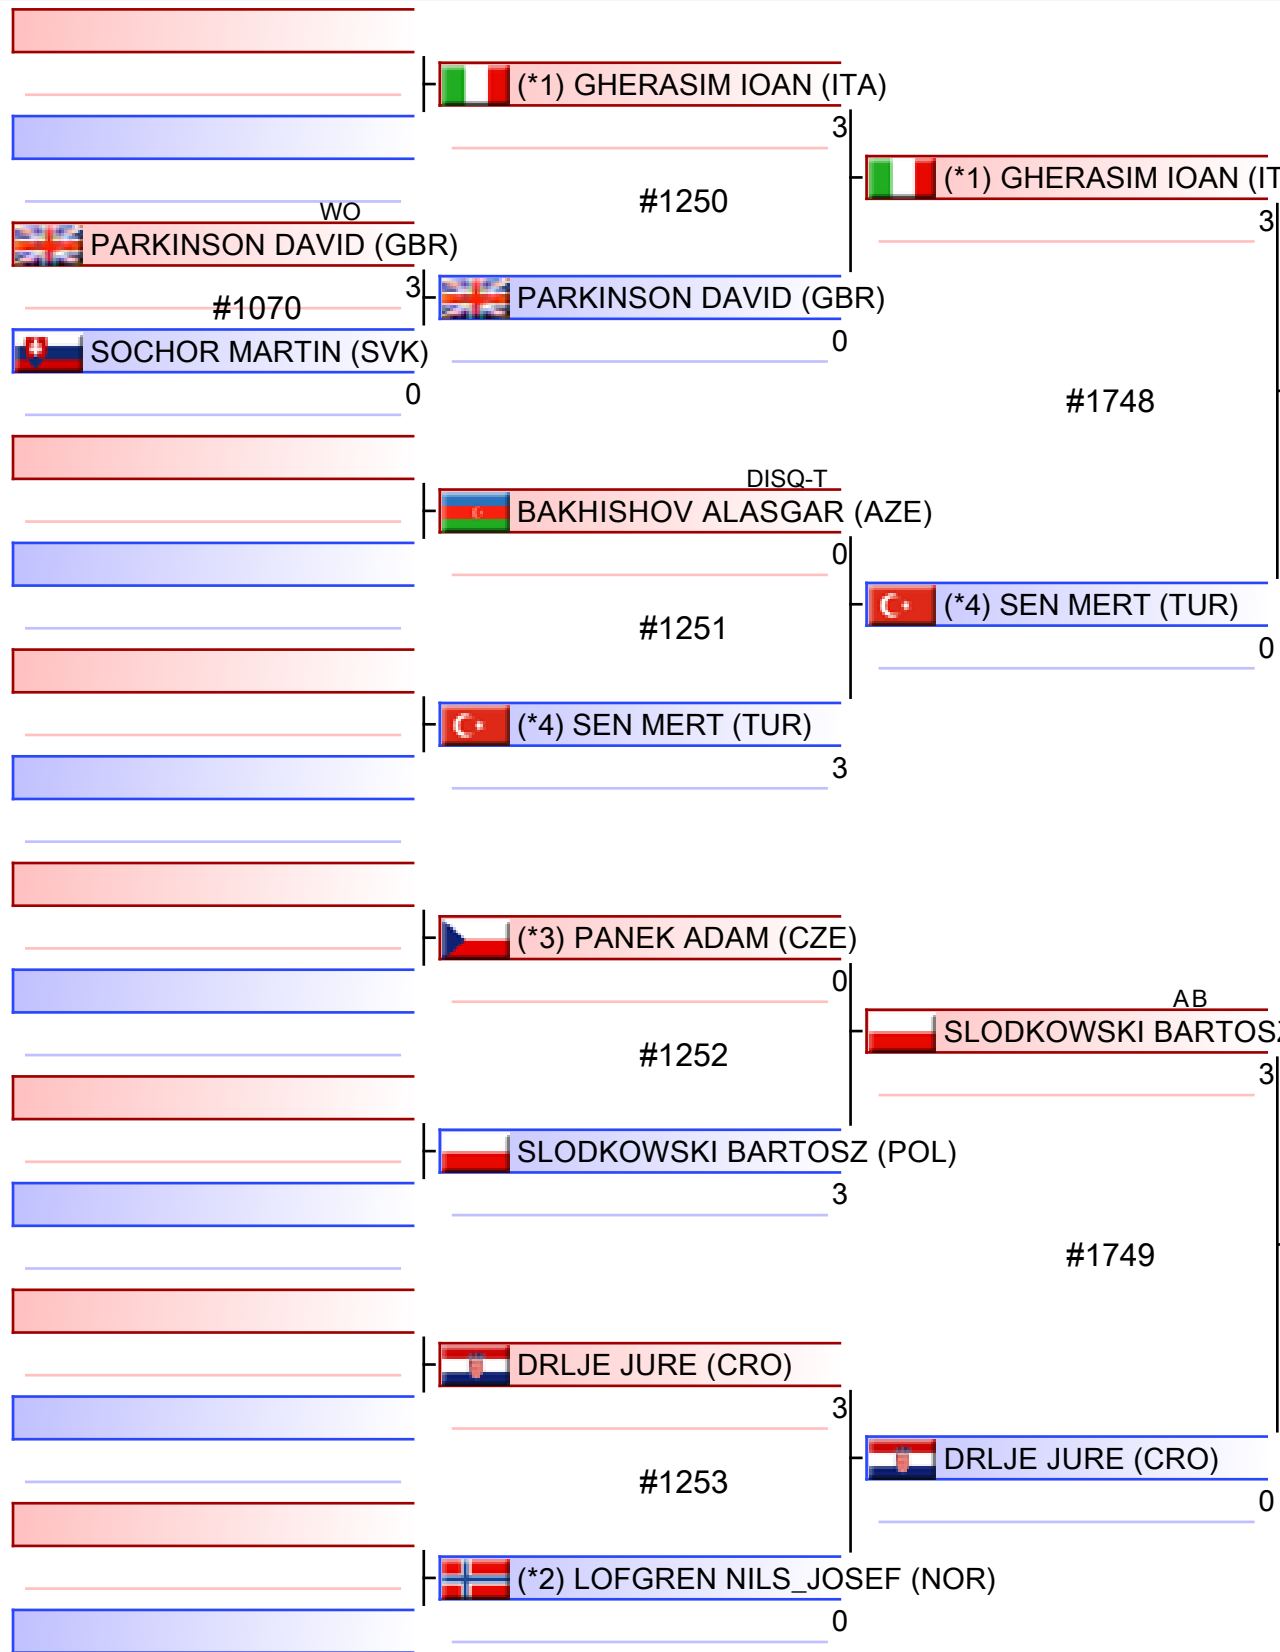 (*1) GHERASIM IOAN (ITA)
3
(*1) GHERASIM IOAN (IT
3
#1250
WO
PARKINSON DAVID (GBR)
3
#1070
PARKINSON DAVID (GBR)
0
SOCHOR MARTIN (SVK)
0
#1748
DISQ-T
BAKHISHOV ALASGAR (AZE)
0
#1251
(*4) SEN MERT (TUR)
0
(*4) SEN MERT (TUR)
3
(*3) PANEK ADAM (CZE)
0
AB
SLODKOWSKI BARTOSZ
3
#1252
SLODKOWSKI BARTOSZ (POL)
3
#1749
DRLJE JURE (CRO)
3
DRLJE JURE (CRO)
0
#1253
(*2) LOFGREN NILS_JOSEF (NOR)
0